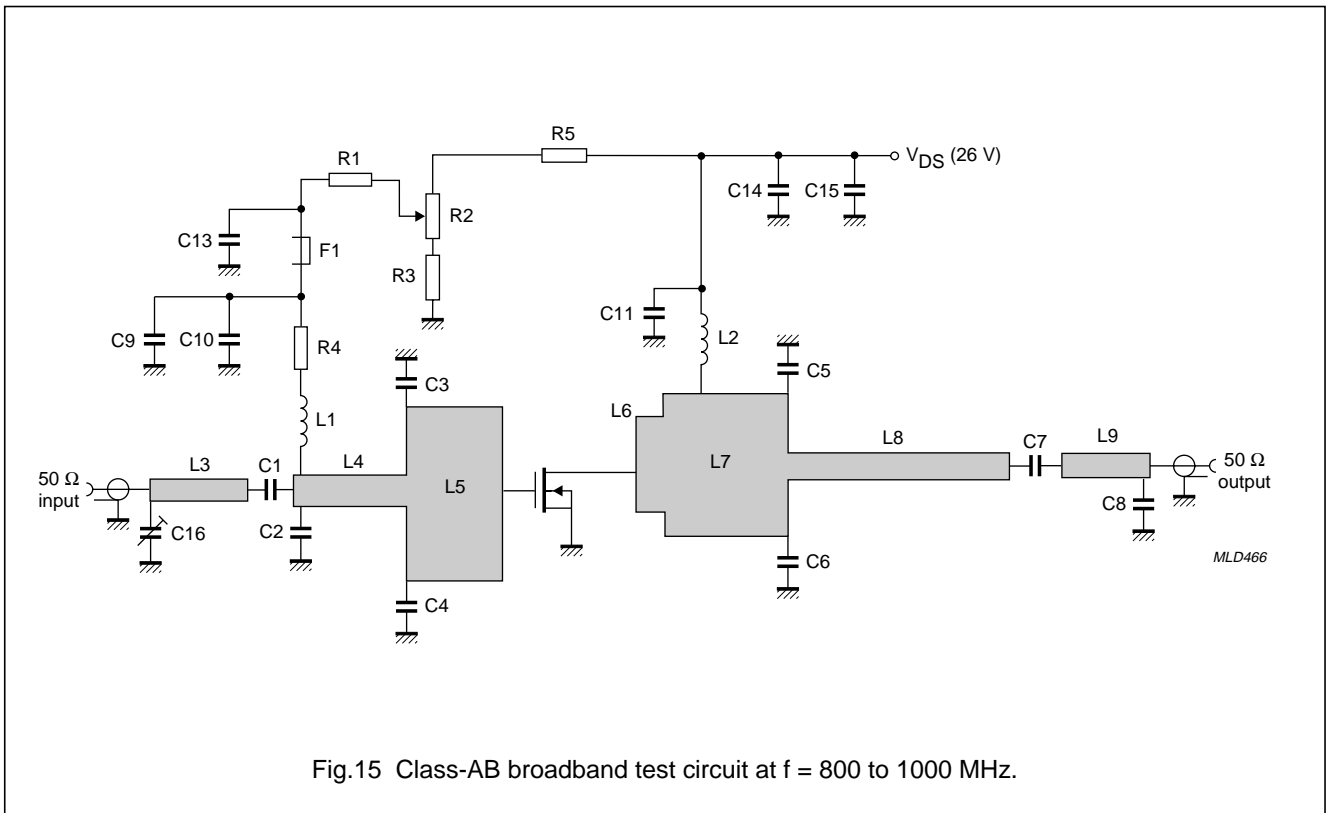 R5
VDS (26 V)
R1
C14
C15
R2
C13
F1
R3
C9
C10
C11
L2
R4
C3
C5
L1
L6
50 Ω
input
L3
C1
L4
L5
L7
L8
C7
L9
50 Ω
output
C16
C2
C8
C6
MLD466
C4
Fig.15 Class-AB broadband test circuit at f = 800 to 1000 MHz.